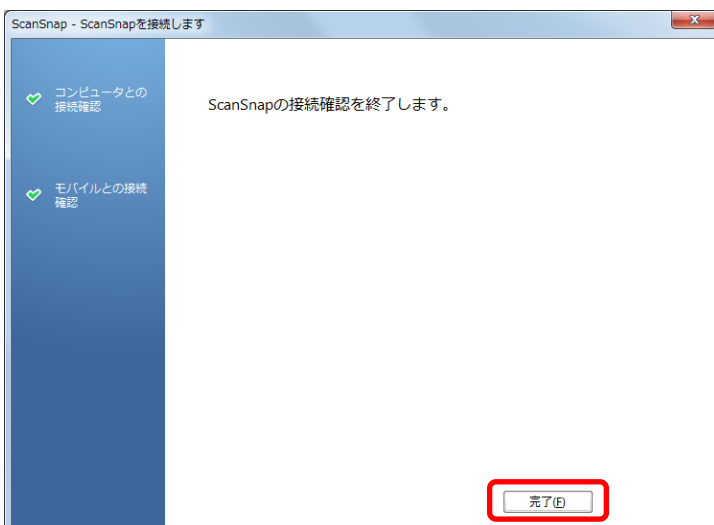 ScanSnap - ScanSnapを接続します
コンピュータとの
接続確認
ScanSnapの接続確認を終了します。
モバイルとの接続
確認
完了(F)